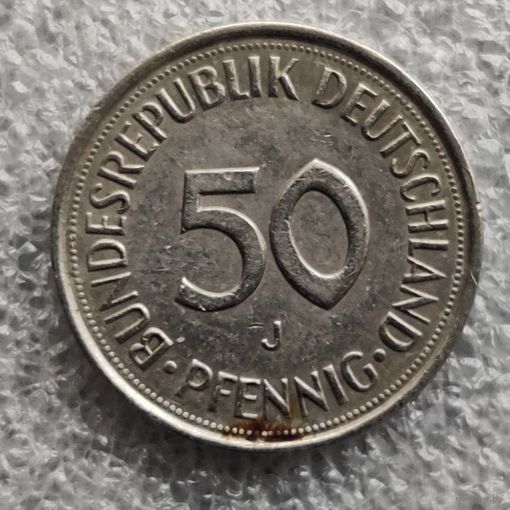 BUNDESREPUBLIK DEUTSCHLAND
50
J
· PFENNIG ·